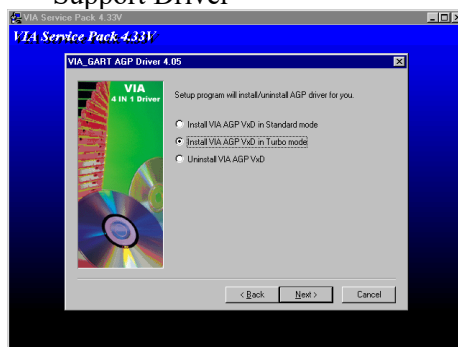 Support Driver
VIA Service Pack 4.33V
VIA Service Pack 4.33V
VIA_GART AGP Driver 4.05
VIA
4 IN 1 Driver
Setup program will install/uninstall AGP driver for you.
Install VIA AGP VxD in Standard mode
Install VIA AGP VxD in Turbo mode
Uninstall VIA AGP VxD
< Back Next > Cancel